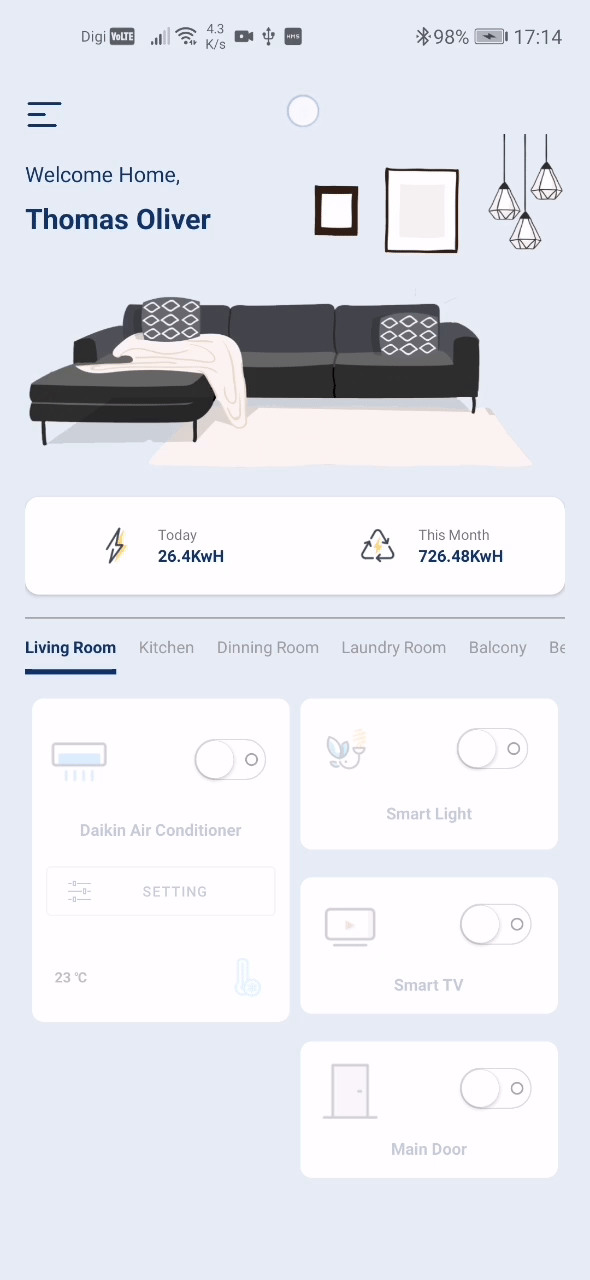 Digi VoLTE 4.3 K/s HMS 98% 17:14
Welcome Home,
Thomas Oliver
Today
26.4KwH
This Month
726.48KwH
Living Room Kitchen Dinning Room Laundry Room Balcony Be
Daikin Air Conditioner
SETTING
23 °C
Smart Light
Smart TV
Main Door